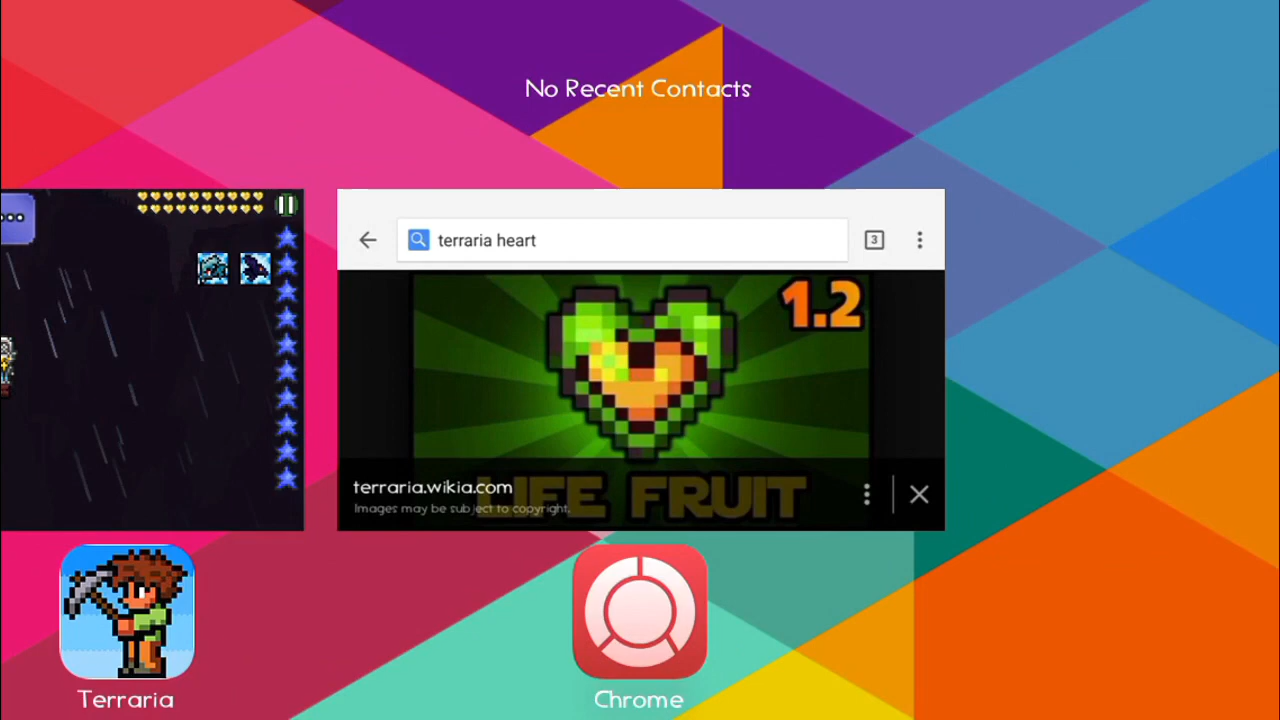 No Recent Contacts
...
terraria heart
3
1.2
LIFE FRUIT
terraria.wikia.com
Images may be subject to copyright.
Terraria
Chrome